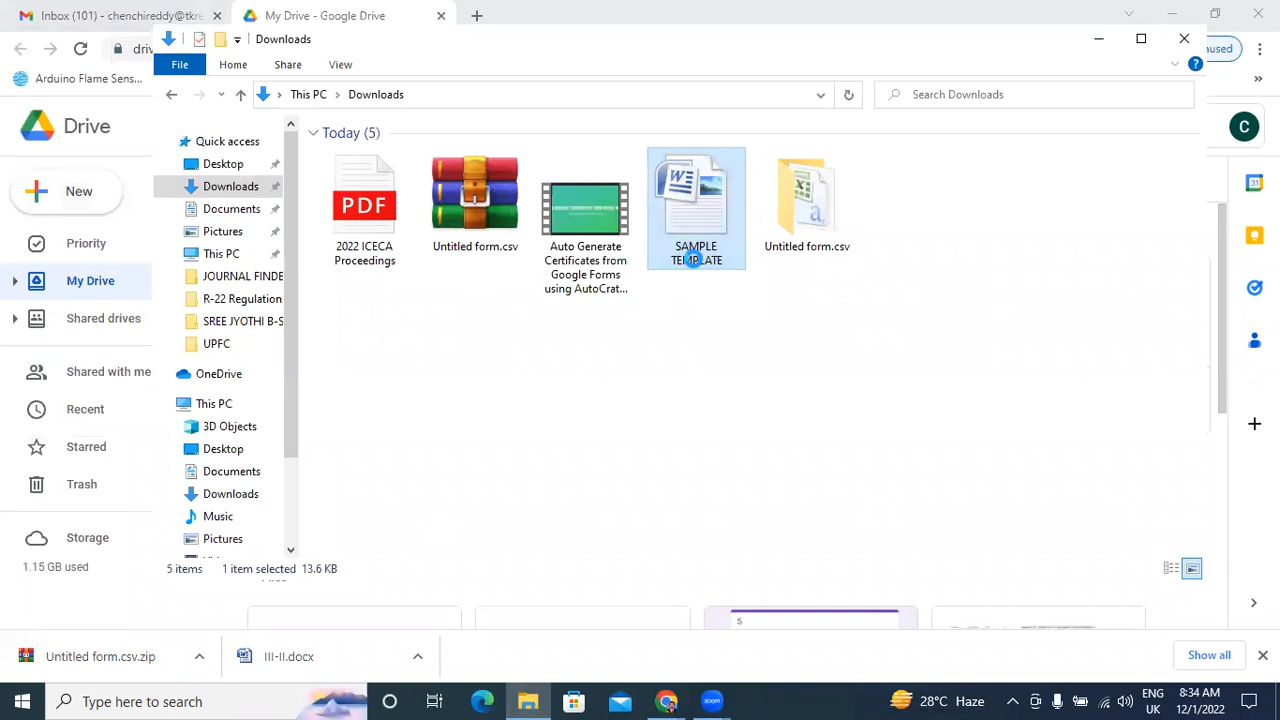 Inbox (101) - chenchireddy@tkre
My Drive - Google Drive
Downloads
driv
aused
Arduino Flame Sens...
File Home Share View
This PC Downloads
Search Downloads
Drive
C
New
Priority
My Drive
Shared drives
Shared with me
Recent
Starred
Trash
Storage
1.15 GB used
Quick access
Desktop
Downloads
Documents
Pictures
This PC
JOURNAL FINDE
R-22 Regulation
SREE JYOTHI B-S
UPFC
OneDrive
This PC
3D Objects
Desktop
Documents
Downloads
Music
Pictures
Today (5)
PDF
2022 ICECA
Proceedings
Untitled form.csv
Auto Generate
Certificates from
Google Forms
using AutoCrat...
SAMPLE
TEMPLATE
Untitled form.csv
31
5 items 1 item selected 13.6 KB
S
Untitled form.csv.zip
III-II.docx
Show all
Type here to search
zoom
28°C Haze
ENG
UK
8:34 AM
12/1/2022